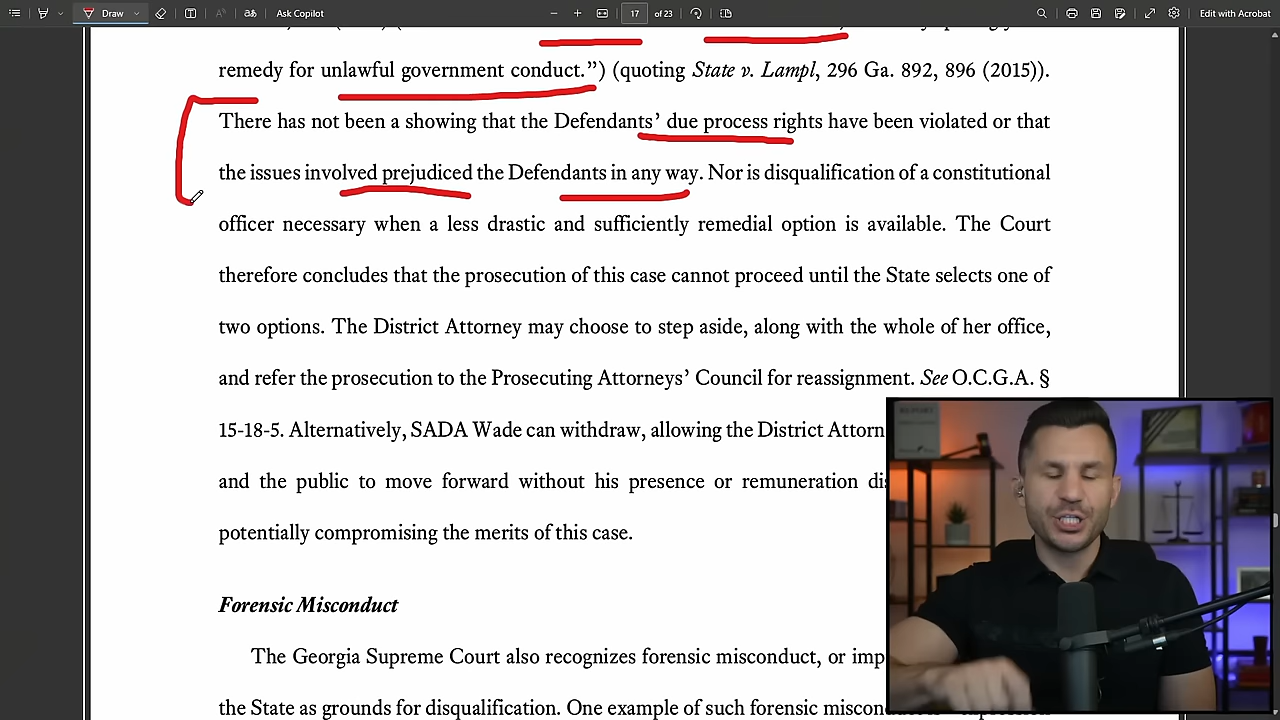 Draw
Ask Copilot
17 of 23
Edit with Acrobat
remedy for unlawful government conduct.”) (quoting State v. Lampl, 296 Ga. 892, 896 (2015)).
There has not been a showing that the Defendants’ due process rights have been violated or that
the issues involved prejudiced the Defendants in any way. Nor is disqualification of a constitutional
officer necessary when a less drastic and sufficiently remedial option is available. The Court
therefore concludes that the prosecution of this case cannot proceed until the State selects one of
two options. The District Attorney may choose to step aside, along with the whole of her office,
and refer the prosecution to the Prosecuting Attorneys’ Council for reassignment. See O.C.G.A. §
15-18-5. Alternatively, SADA Wade can withdraw, allowing the District
and the public to move forward without his presence or remuneration
potentially compromising the merits of this case.
Forensic Misconduct
The Georgia Supreme Court also recognizes forensic misconduct, or
the State as grounds for disqualification. One example of such forensic